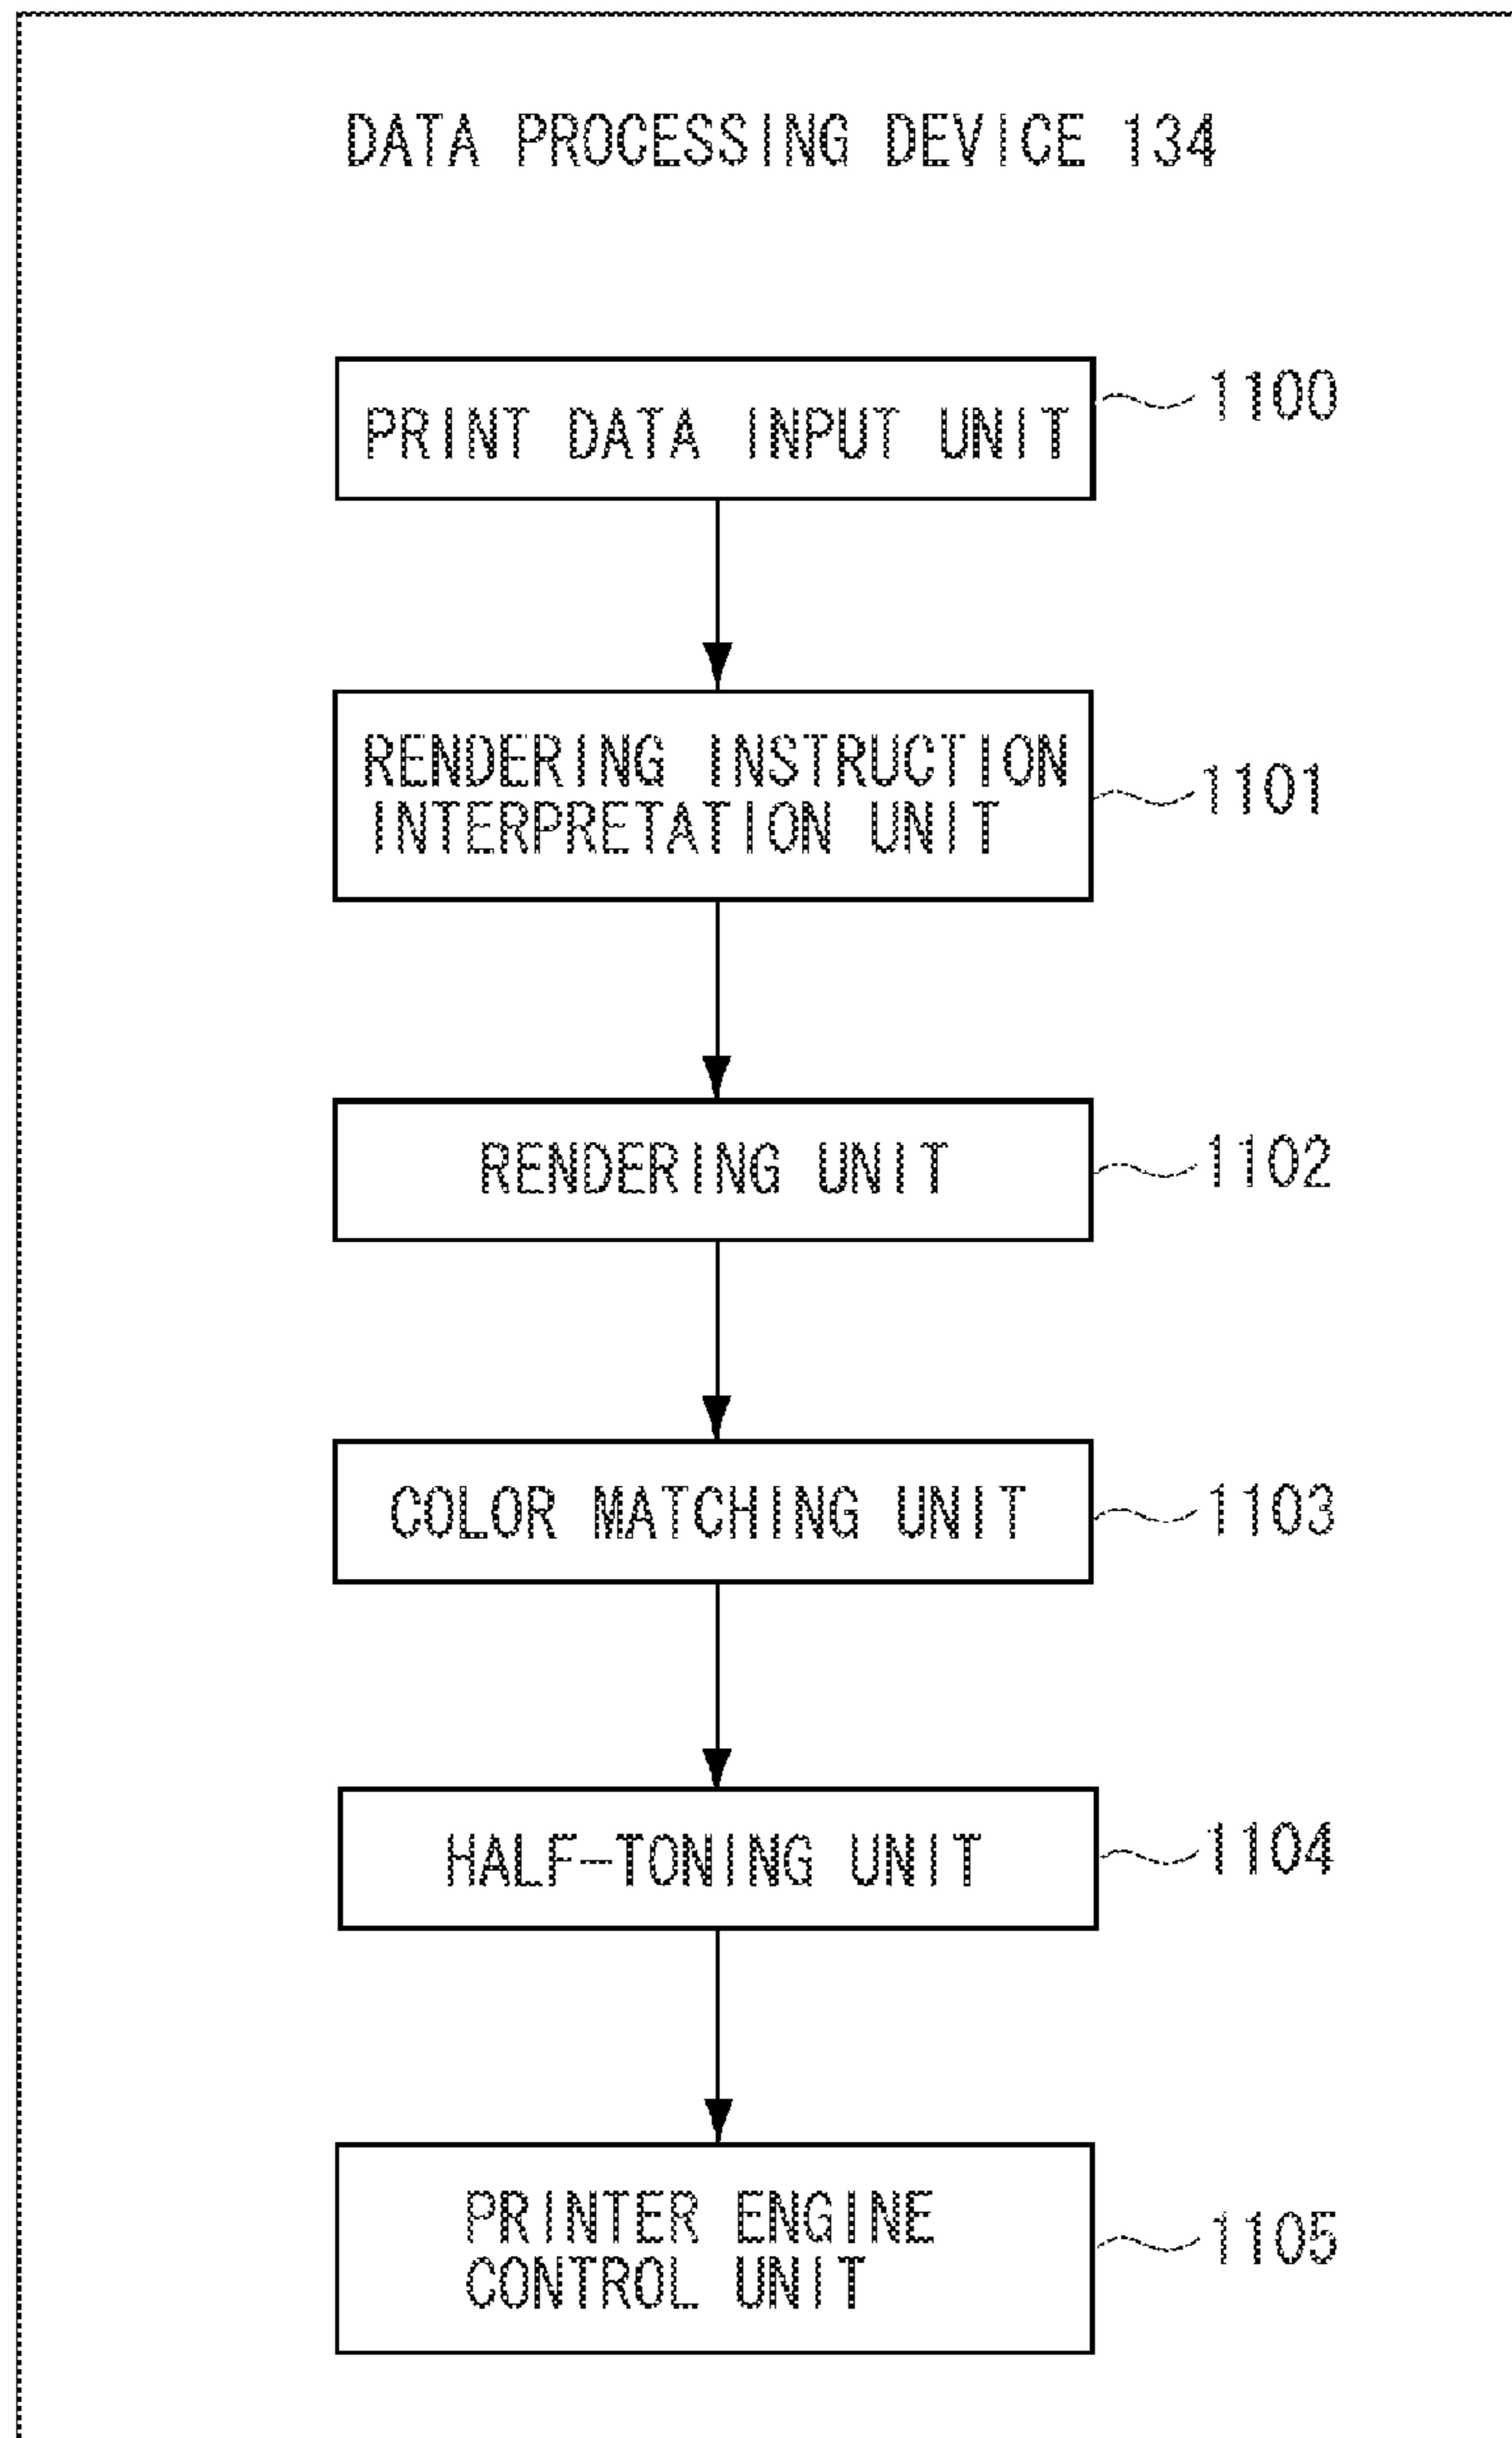 DATA PROCESSING DEVICE 134
PRINT DATA INPUT UNIT
1100
RENDERING INSTRUCTION
INTERPRETATION UNIT
1101
RENDERING UNIT
1102
COLOR MATCHING UNIT
1103
HALF-TONING UNIT
1104
PRINTER ENGINE
CONTROL UNIT
1105